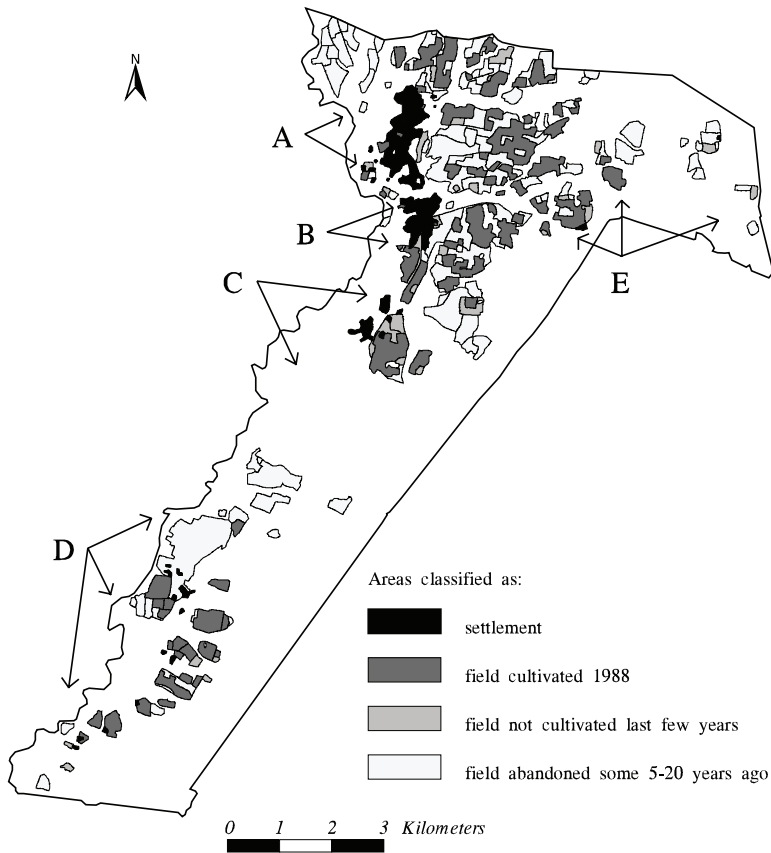 N
A
B
C
E
D
Areas classified as:
settlement
field cultivated 1988
field not cultivated last few years
field abandoned some 5-20 years ago
0 1 2 3 Kilometers